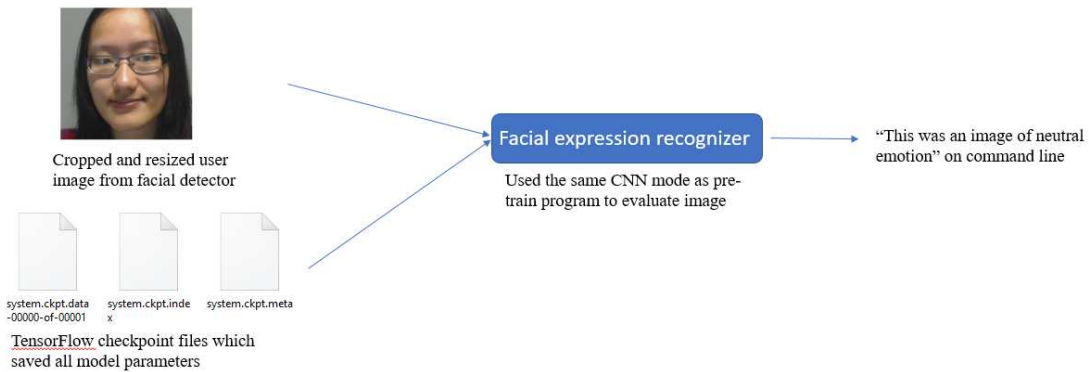 Cropped and resized user
image from facial detector
Facial expression recognizer
Used the same CNN mode as pre-
train program to evaluate image
“This was an image of neutral
emotion” on command line
system.ckpt.data
-00000-of-00001
system.ckpt.inde
x
system.ckpt.meta
TensorFlow checkpoint files which
saved all model parameters